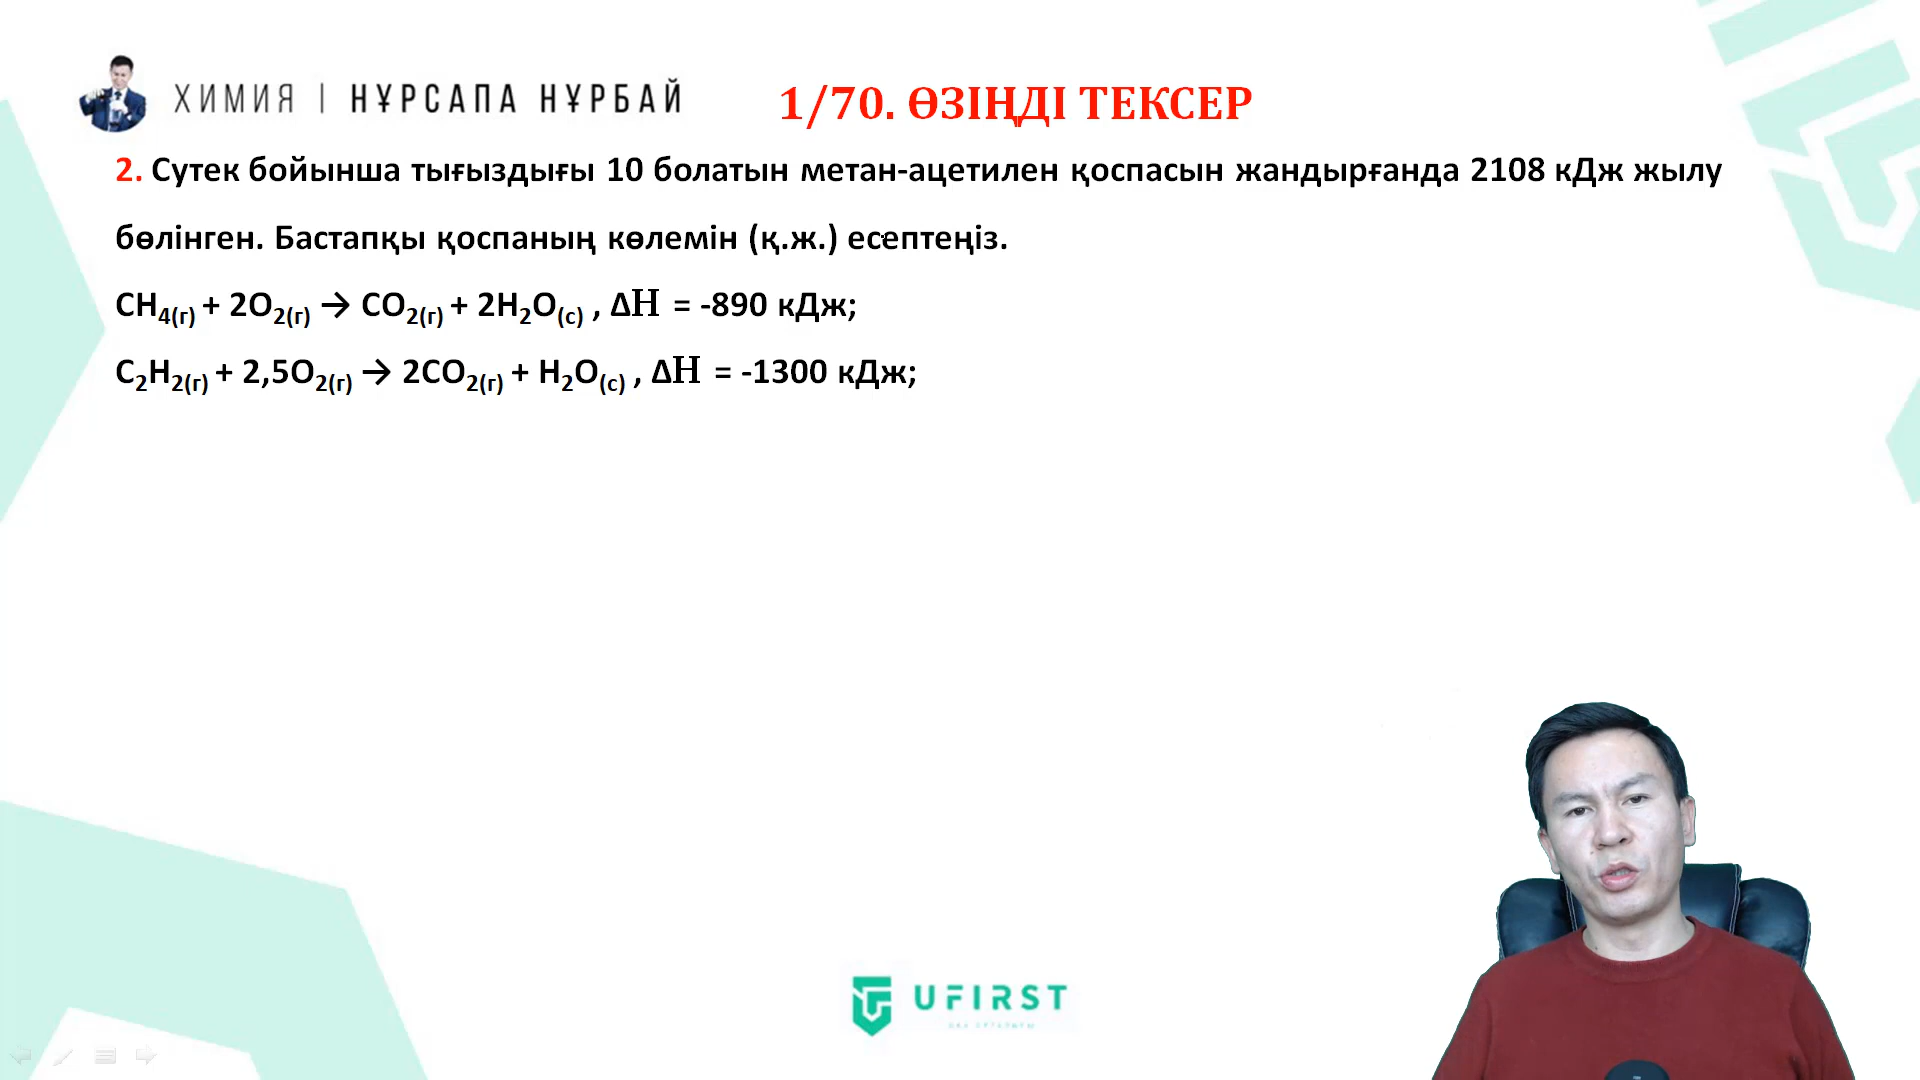 ХИМИЯ | НҰРСАПА НҰРБАЙ
1/70. ӨЗІҢДІ ТЕКСЕР
2. Сутек бойынша тығыздығы 10 болатын метан-ацетилен қоспасын жандырғанда 2108 кДж жылу
бөлінген. Бастапқы қоспаның көлемін (қ.ж.) есептеңіз.
CH₄₍г₎ + 2O₂₍г₎ → CO₂₍г₎ + 2H₂O₍с₎ , ΔH = -890 кДж;
C₂H₂₍г₎ + 2,5O₂₍г₎ → 2CO₂₍г₎ + H₂O₍с₎ , ΔH = -1300 кДж;
UFIRST